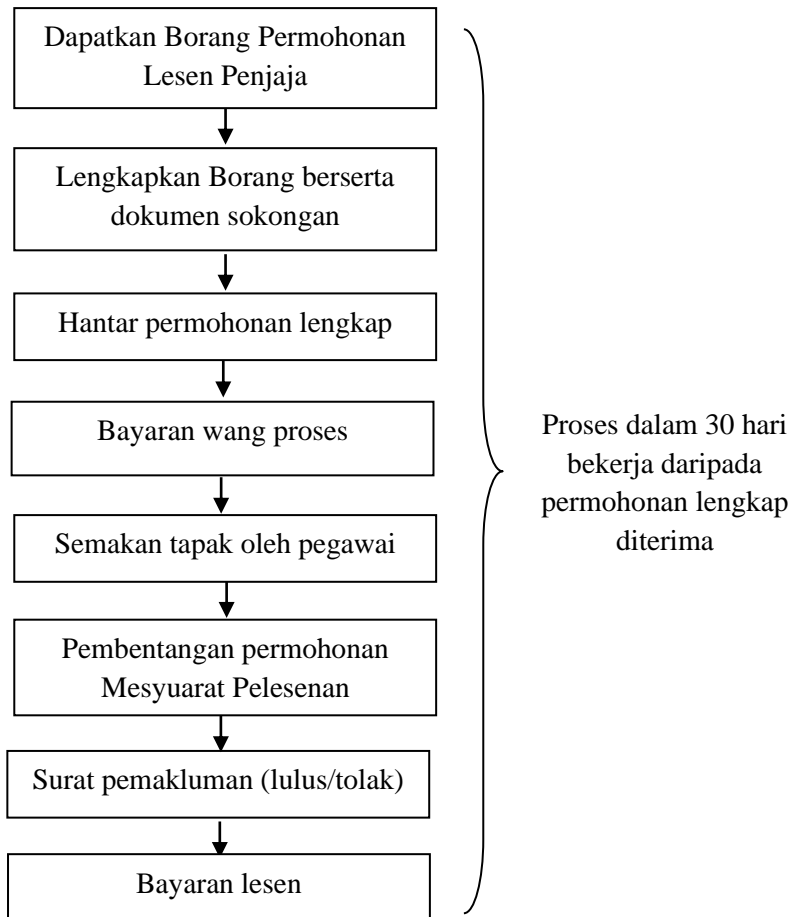 Dapatkan Borang Permohonan
Lesen Penjaja
Lengkapkan Borang berserta
dokumen sokongan
Hantar permohonan lengkap
Bayaran wang proses
Semakan tapak oleh pegawai
Pembentangan permohonan
Mesyuarat Pelesenan
Surat pemakluman (lulus/tolak)
Bayaran lesen
Proses dalam 30 hari
bekerja daripada
permohonan lengkap
diterima